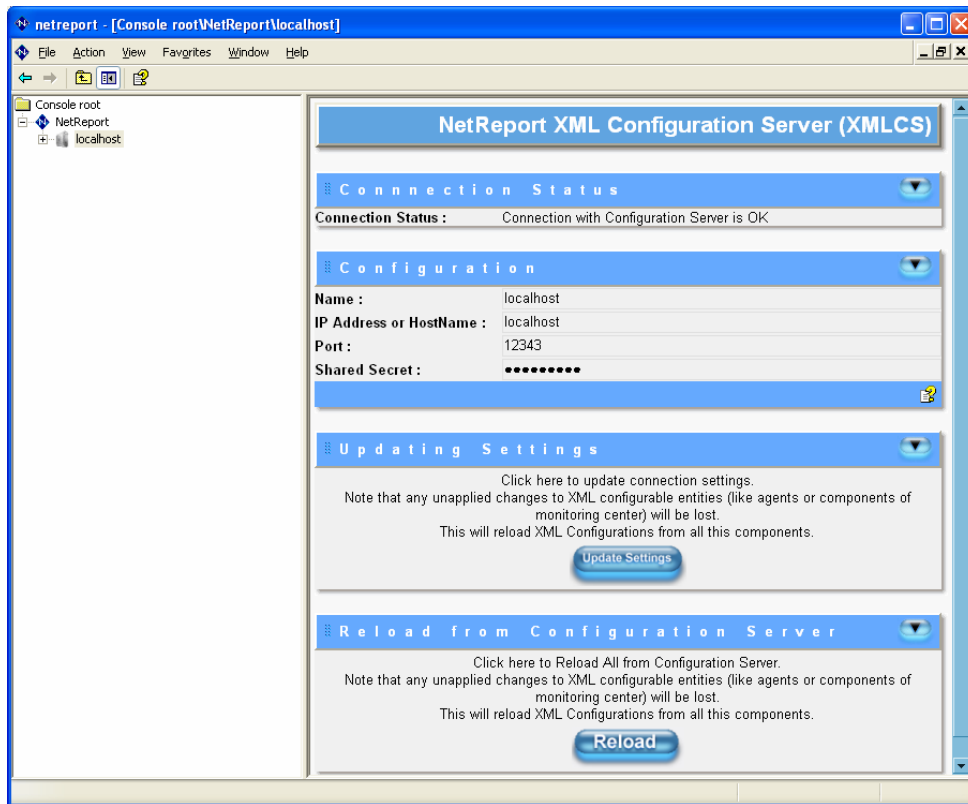 netreport - [Console root\NetReport\localhost]
File Action View Favorites Window Help
Console root
NetReport
localhost
NetReport XML Configuration Server (XMLCS)
Connnection Status
Connection Status : Connection with Configuration Server is OK
Configuration
Name : localhost
IP Address or HostName : localhost
Port : 12343
Shared Secret : ●●●●●●●●●
Updating Settings
Click here to update connection settings.
Note that any unapplied changes to XML configurable entities (like agents or components of
monitoring center) will be lost.
This will reload XML Configurations from all this components.
Update Settings
Reload from Configuration Server
Click here to Reload All from Configuration Server.
Note that any unapplied changes to XML configurable entities (like agents or components of
monitoring center) will be lost.
This will reload XML Configurations from all this components.
Reload